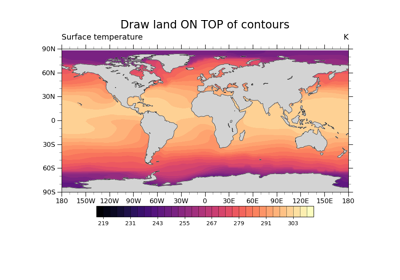 Draw land ON TOP of contours
Surface temperature K
90N
60N
30N
0
30S
60S
90S
180 150W 120W 90W 60W 30W 0 30E 60E 90E 120E 150E 180
219 231 243 255 267 279 291 303